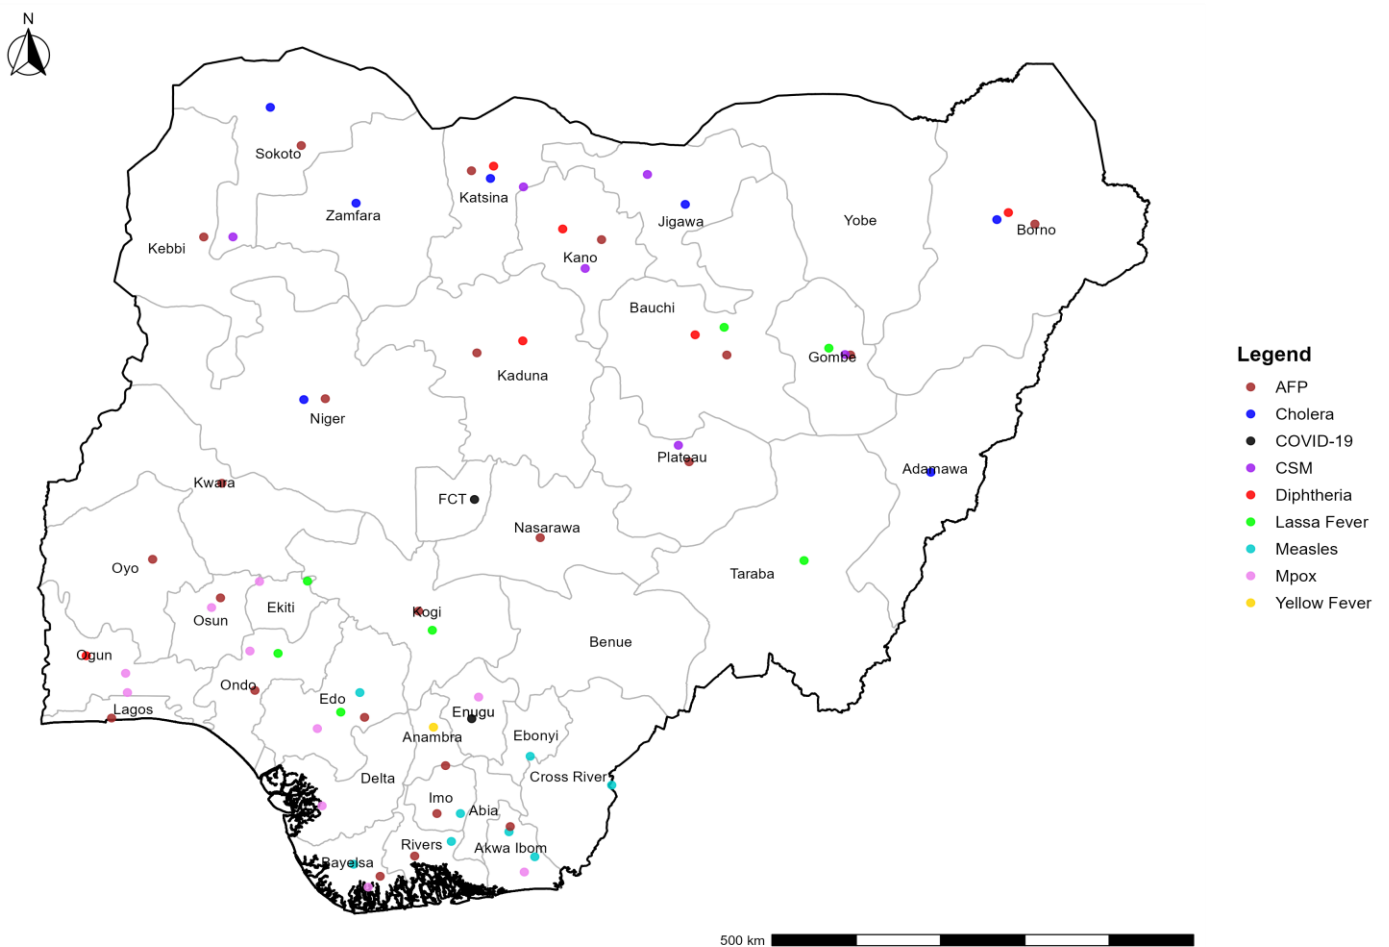 N
Sokoto
Zamfara
Katsina
Jigawa
Yobe
Borno
Kebbi
Kano
Bauchi
Gombe
Kaduna
Niger
Plateau
Adamawa
Kwara
FCT
Nasarawa
Oyo
Taraba
Osun
Ekiti
Kogi
Benue
Ogun
Ondo
Edo
Lagos
Enugu
Anambra
Ebonyi
Delta
Cross River
Imo
Abia
Rivers
Akwa Ibom
Bayelsa
Legend
AFP
Cholera
COVID-19
CSM
Diphtheria
Lassa Fever
Measles
Mpox
Yellow Fever
500 km